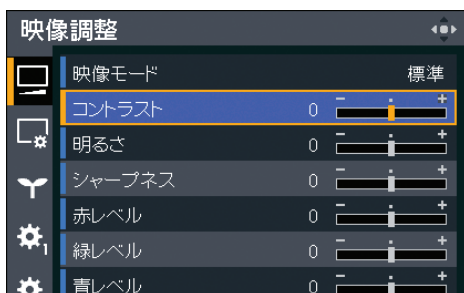 映像調整
映像モード 標準
コントラスト 0 - +
明るさ 0 - +
シャープネス 0 - +
赤レベル 0 - +
1
緑レベル 0 - +
青レベル 0 - +